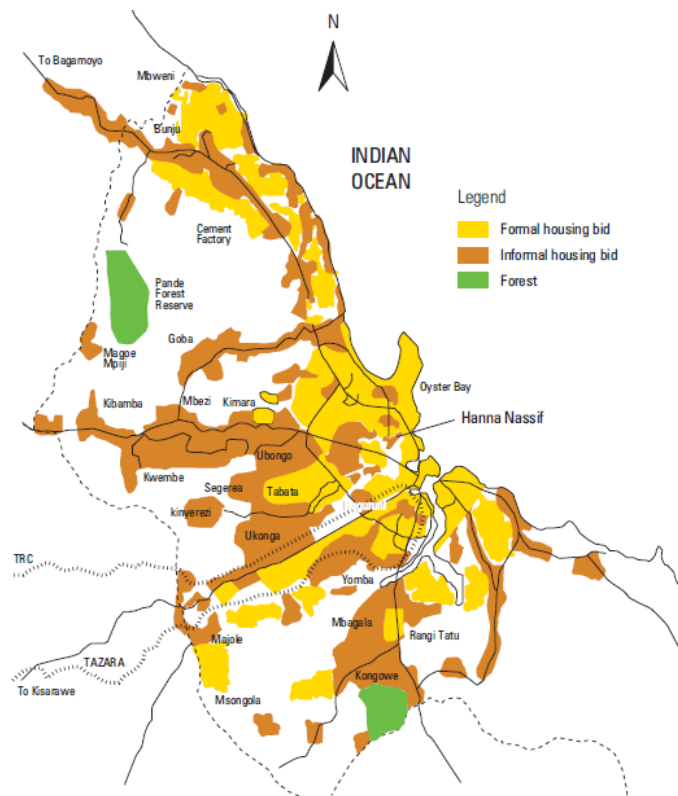 N
To Bagamoyo
Mbweni
Bunju
INDIAN
OCEAN
Legend
Formal housing bid
Informal housing bid
Forest
Cement
Factory
Pande
Forest
Reserve
Goba
Magoe
Mpiji
Oyster Bay
Kibamba
Mbezi
Kimara
Hanna Nassif
Ubongo
Kwembe
Segerea
Tabata
kinyerezi
Ukonga
TRC
Yomba
Mbagala
Rangi Tatu
Majole
TAZARA
Kongowe
To Kisarawe
Msongola